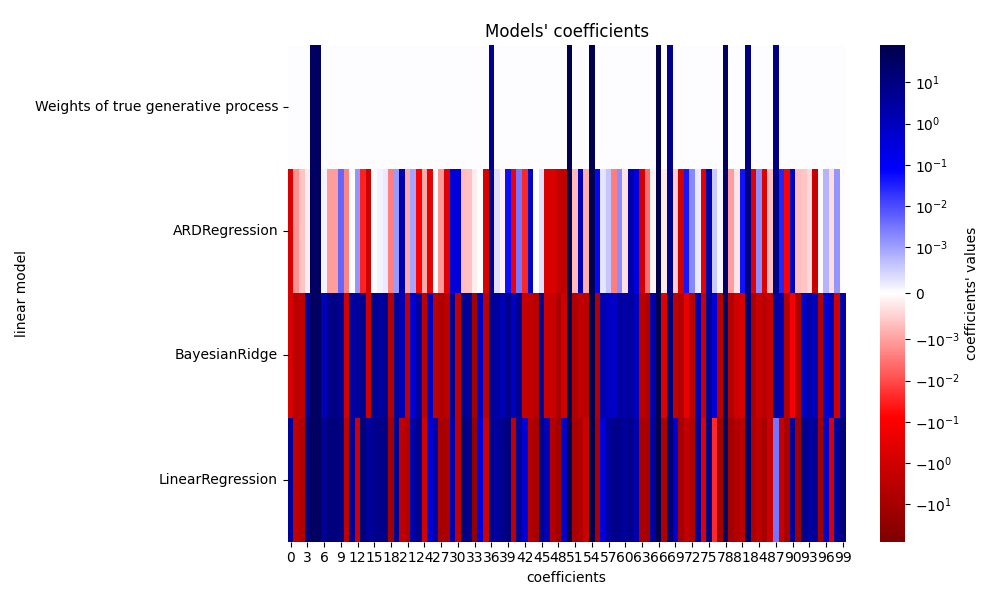 Models' coefficients
Weights of true generative process
ARDRegression
BayesianRidge
LinearRegression
linear model
0 3 6 9 12 15 18 21 24 27 30 33 36 39 42 45 48 51 54 57 60 63 66 69 72 75 78 81 84 87 90 93 96 99
coefficients
10¹
10⁰
10⁻¹
10⁻²
10⁻³
0
−10⁻³
−10⁻²
−10⁻¹
−10⁰
−10¹
coefficients' values